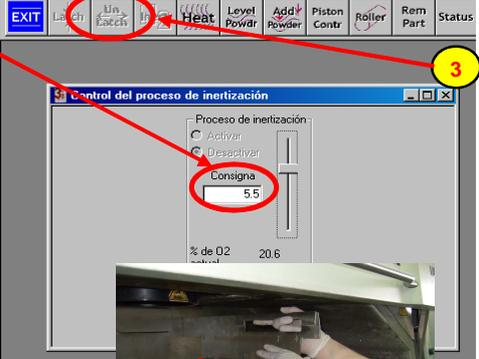 EXIT
Latch
Un
Latch
Heat
Level
Powdr
Add
Powder
Piston
Contr
Roller
Rem
Part
Status
3
Control del proceso de inertización
Proceso de inertización
Activar
Desactivar
Consigna
5.5
% de O2
actual
20.6